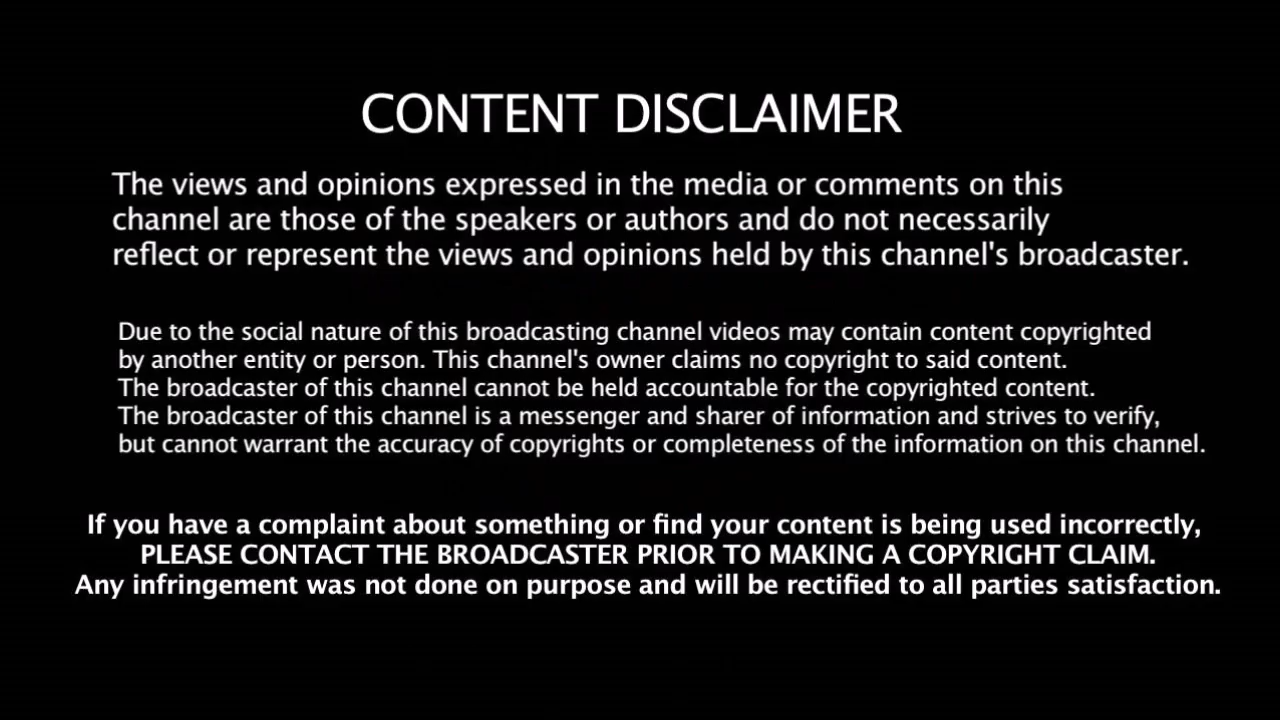 CONTENT DISCLAIMER
The views and opinions expressed in the media or comments on this
channel are those of the speakers or authors and do not necessarily
reflect or represent the views and opinions held by this channel's broadcaster.
Due to the social nature of this broadcasting channel videos may contain content copyrighted
by another entity or person. This channel's owner claims no copyright to said content.
The broadcaster of this channel cannot be held accountable for the copyrighted content.
The broadcaster of this channel is a messenger and sharer of information and strives to verify,
but cannot warrant the accuracy of copyrights or completeness of the information on this channel.
If you have a complaint about something or find your content is being used incorrectly,
PLEASE CONTACT THE BROADCASTER PRIOR TO MAKING A COPYRIGHT CLAIM.
Any infringement was not done on purpose and will be rectified to all parties satisfaction.